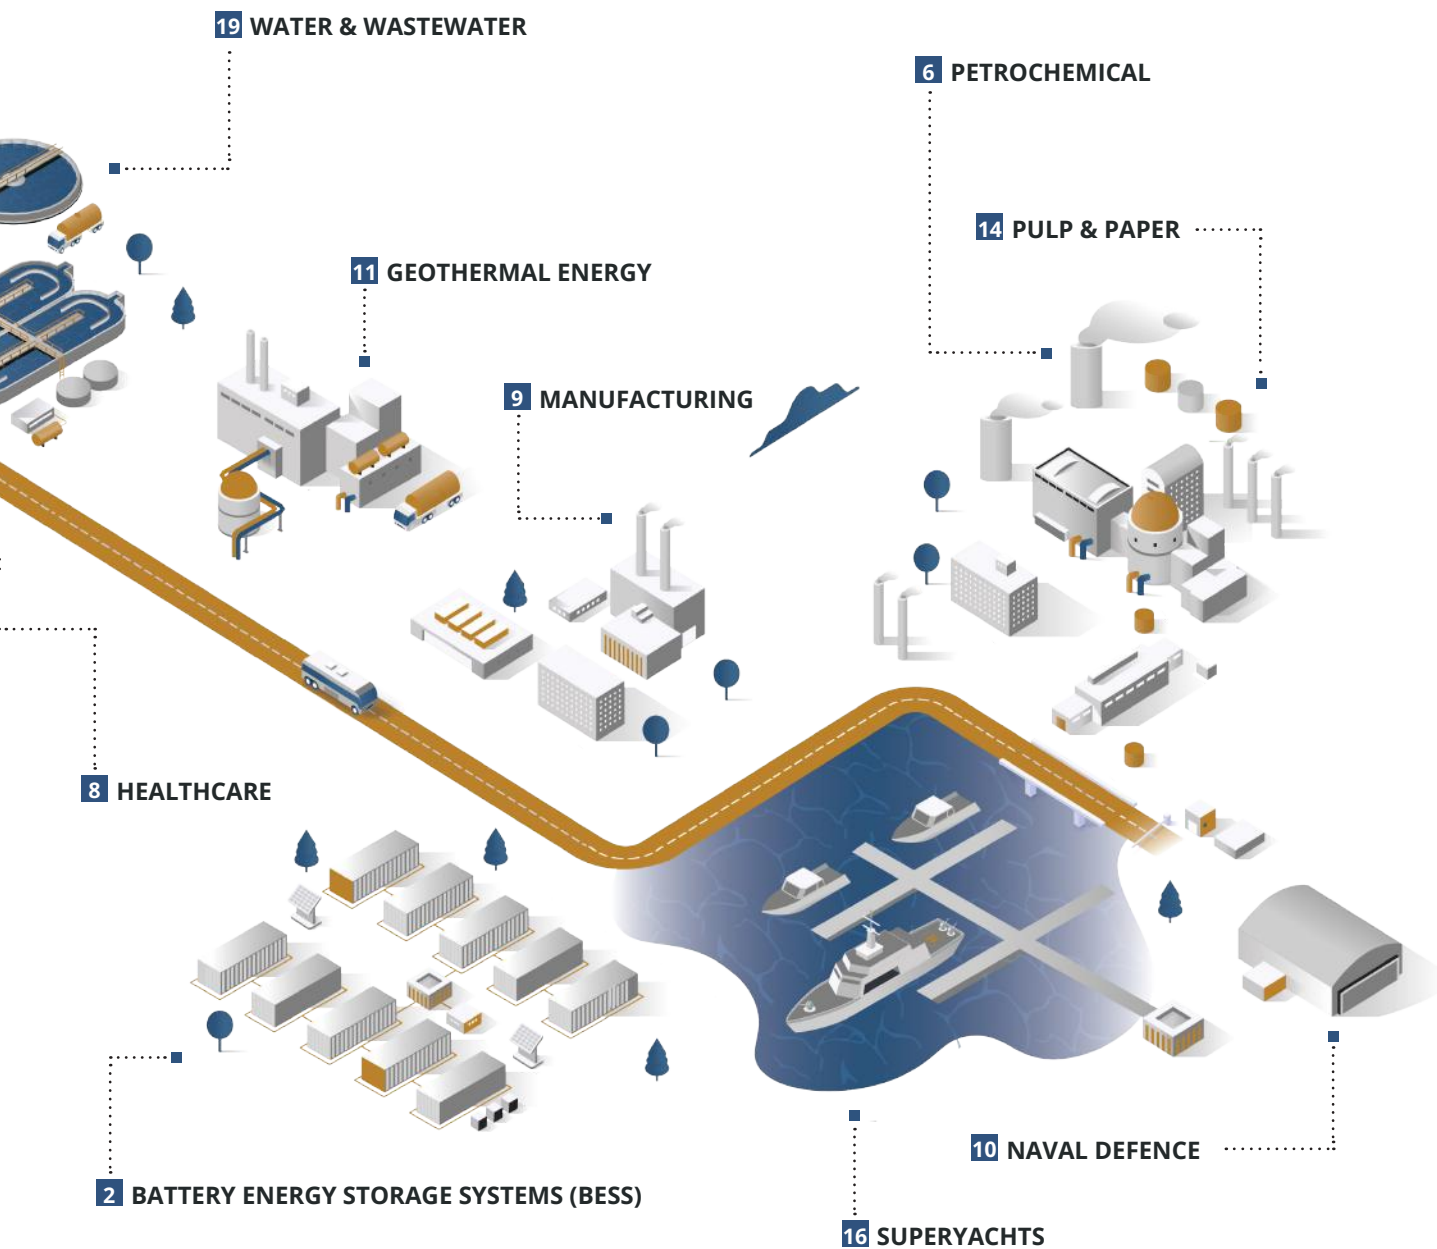 19 WATER & WASTEWATER
6 PETROCHEMICAL
14 PULP & PAPER
11 GEOTHERMAL ENERGY
9 MANUFACTURING
8 HEALTHCARE
10 NAVAL DEFENCE
2 BATTERY ENERGY STORAGE SYSTEMS (BESS)
16 SUPERYACHTS